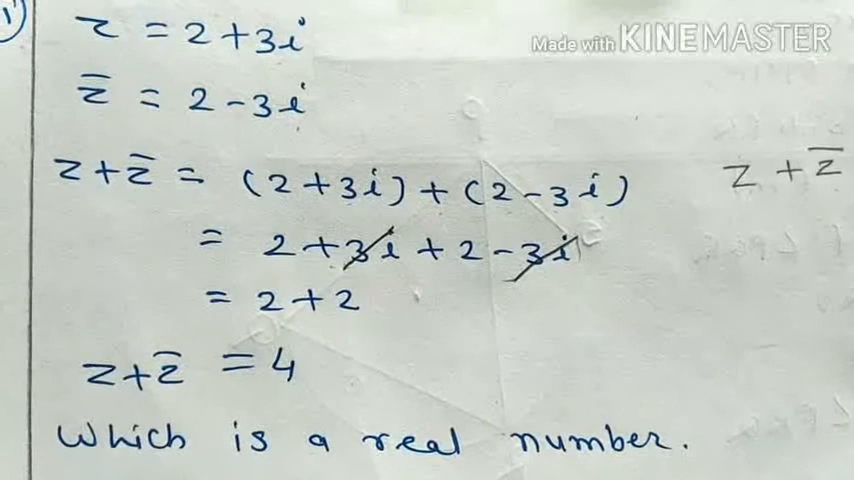 1)
z = 2 + 3i
Made with KINEMASTER
z̅ = 2 - 3i
z + z̅ = (2 + 3i) + (2 - 3i)
z + z̅
= 2 + 3i + 2 - 3i
= 2 + 2
z + z̅ = 4
Which is a real number.